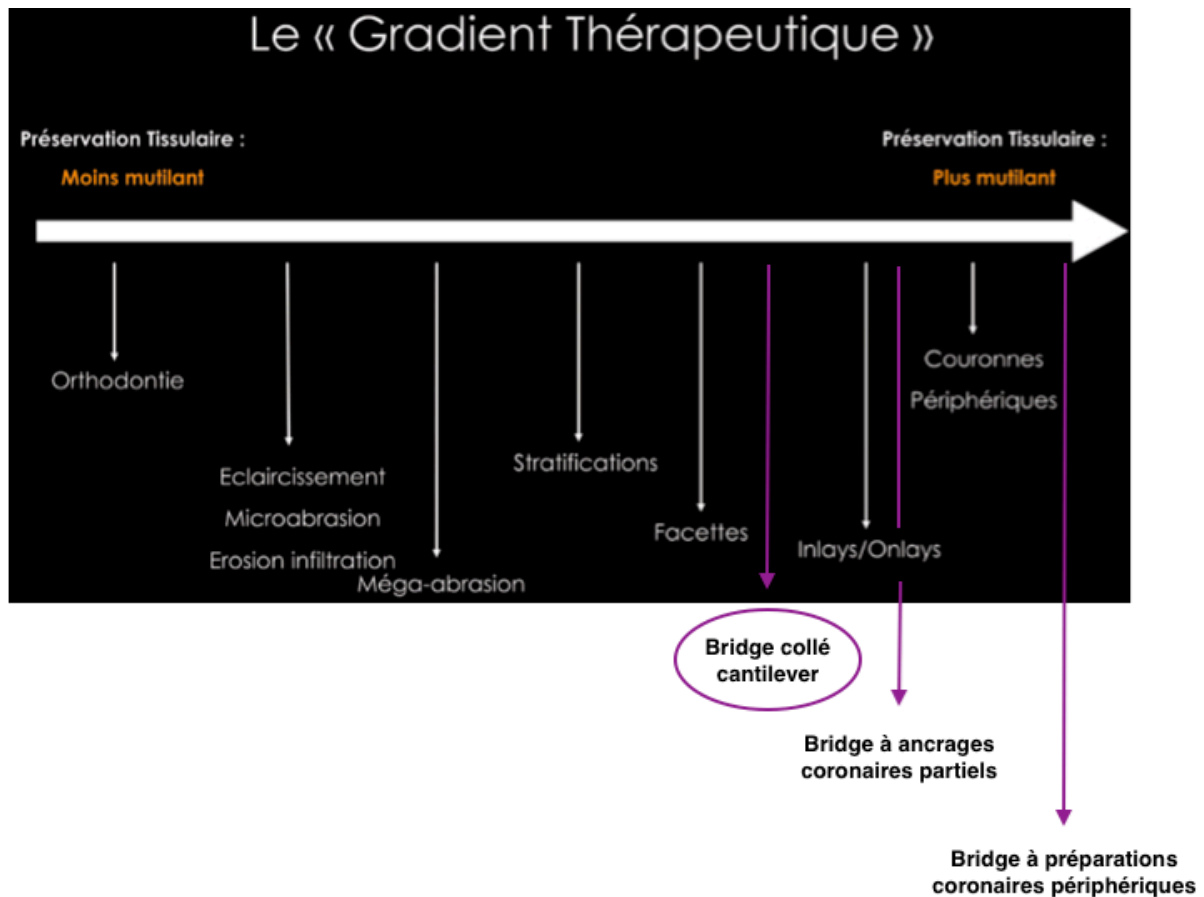 Le « Gradient Thérapeutique »
Préservation Tissulaire :
Moins mutilant
Préservation Tissulaire :
Plus mutilant
Orthodontie
Eclaircissement
Microabrasion
Erosion infiltration
Méga-abrasion
Stratifications
Facettes
Inlays/Onlays
Couronnes
Périphériques
Bridge collé
cantilever
Bridge à ancrages
coronaires partiels
Bridge à préparations
coronaires périphériques